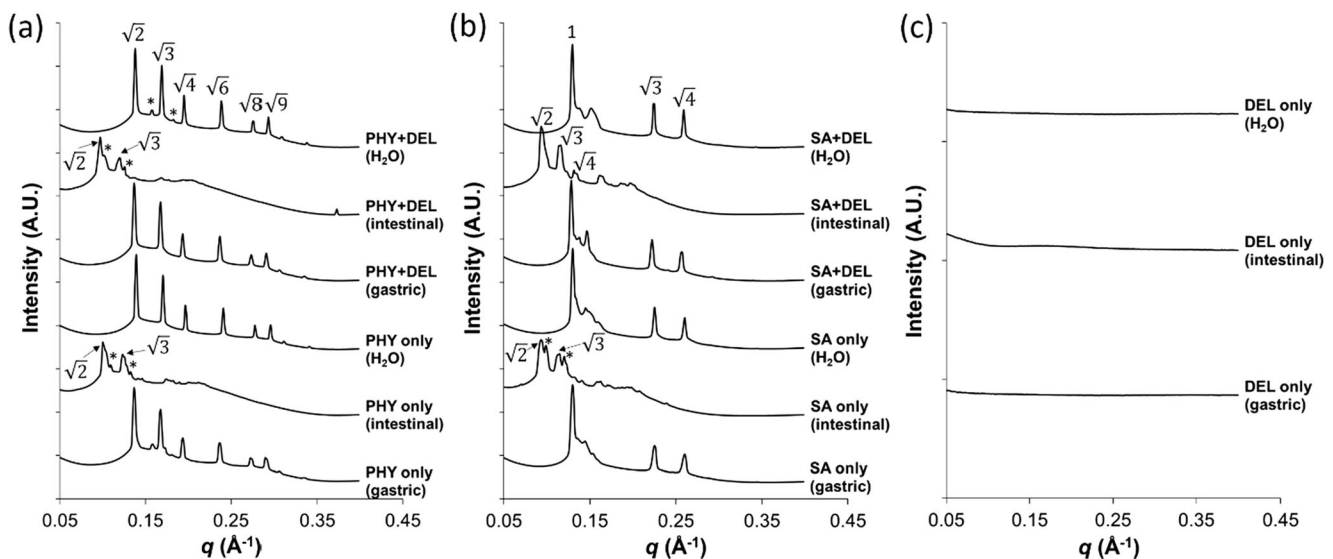 (a)
Intensity (A.U.)
√2
√3
√4
√6
√8
√9
*
*
PHY+DEL
(H₂O)
√2
*
√3
*
PHY+DEL
(intestinal)
PHY+DEL
(gastric)
PHY only
(H₂O)
√2
*
√3
*
PHY only
(intestinal)
PHY only
(gastric)
0.05 0.15 0.25 0.35 0.45
q (Å⁻¹)
(b)
Intensity (A.U.)
1
√3
√4
SA+DEL
(H₂O)
√2
√3
√4
SA+DEL
(intestinal)
SA+DEL
(gastric)
SA only
(H₂O)
√2
*
√3
*
SA only
(intestinal)
SA only
(gastric)
0.05 0.15 0.25 0.35 0.45
q (Å⁻¹)
(c)
Intensity (A.U.)
DEL only
(H₂O)
DEL only
(intestinal)
DEL only
(gastric)
0.05 0.15 0.25 0.35 0.45
q (Å⁻¹)